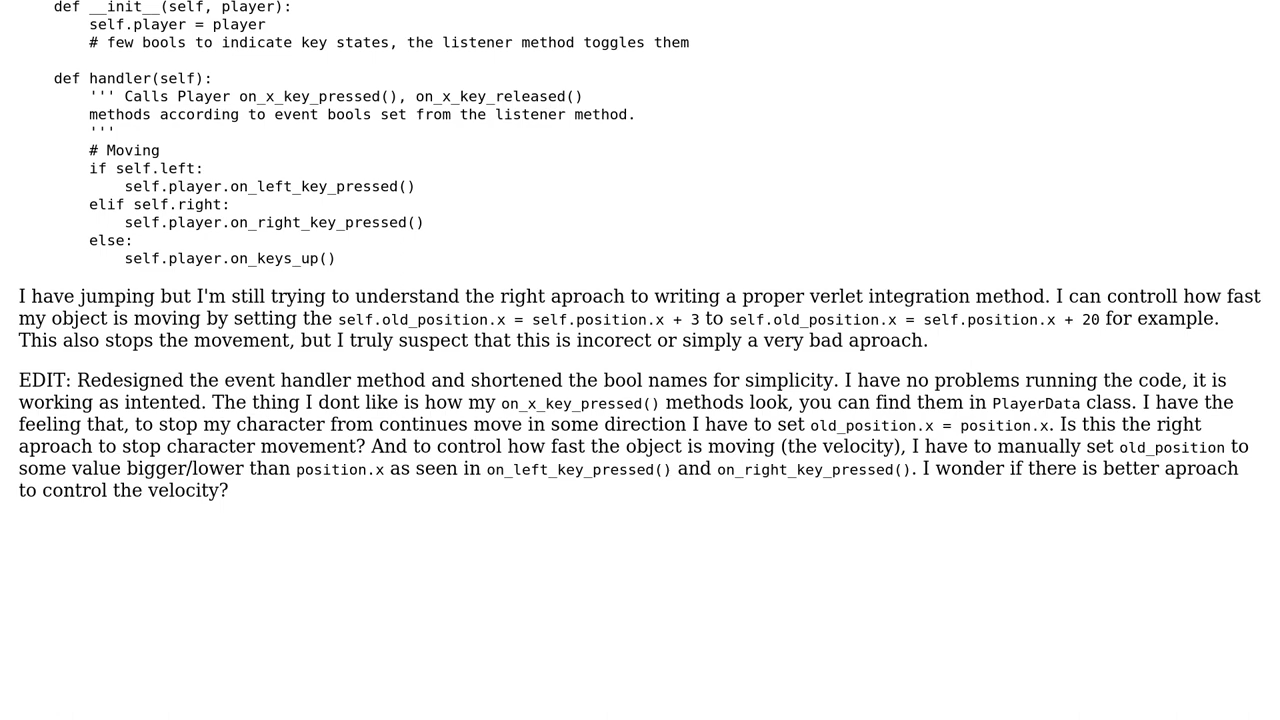 def __init__(self, player):
self.player = player
# few bools to indicate key states, the listener method toggles them
def handler(self):
''' Calls Player on_x_key_pressed(), on_x_key_released()
methods according to event bools set from the listener method.
'''
# Moving
if self.left:
self.player.on_left_key_pressed()
elif self.right:
self.player.on_right_key_pressed()
else:
self.player.on_keys_up()
I have jumping but I'm still trying to understand the right aproach to writing a proper verlet integration method. I can controll how fast
my object is moving by setting the self.old_position.x = self.position.x + 3 to self.old_position.x = self.position.x + 20 for example.
This also stops the movement, but I truly suspect that this is incorect or simply a very bad aproach.
EDIT: Redesigned the event handler method and shortened the bool names for simplicity. I have no problems running the code, it is
working as intented. The thing I dont like is how my on_x_key_pressed() methods look, you can find them in PlayerData class. I have the
feeling that, to stop my character from continues move in some direction I have to set old_position.x = position.x. Is this the right
aproach to stop character movement? And to control how fast the object is moving (the velocity), I have to manually set old_position to
some value bigger/lower than position.x as seen in on_left_key_pressed() and on_right_key_pressed(). I wonder if there is better aproach
to control the velocity?